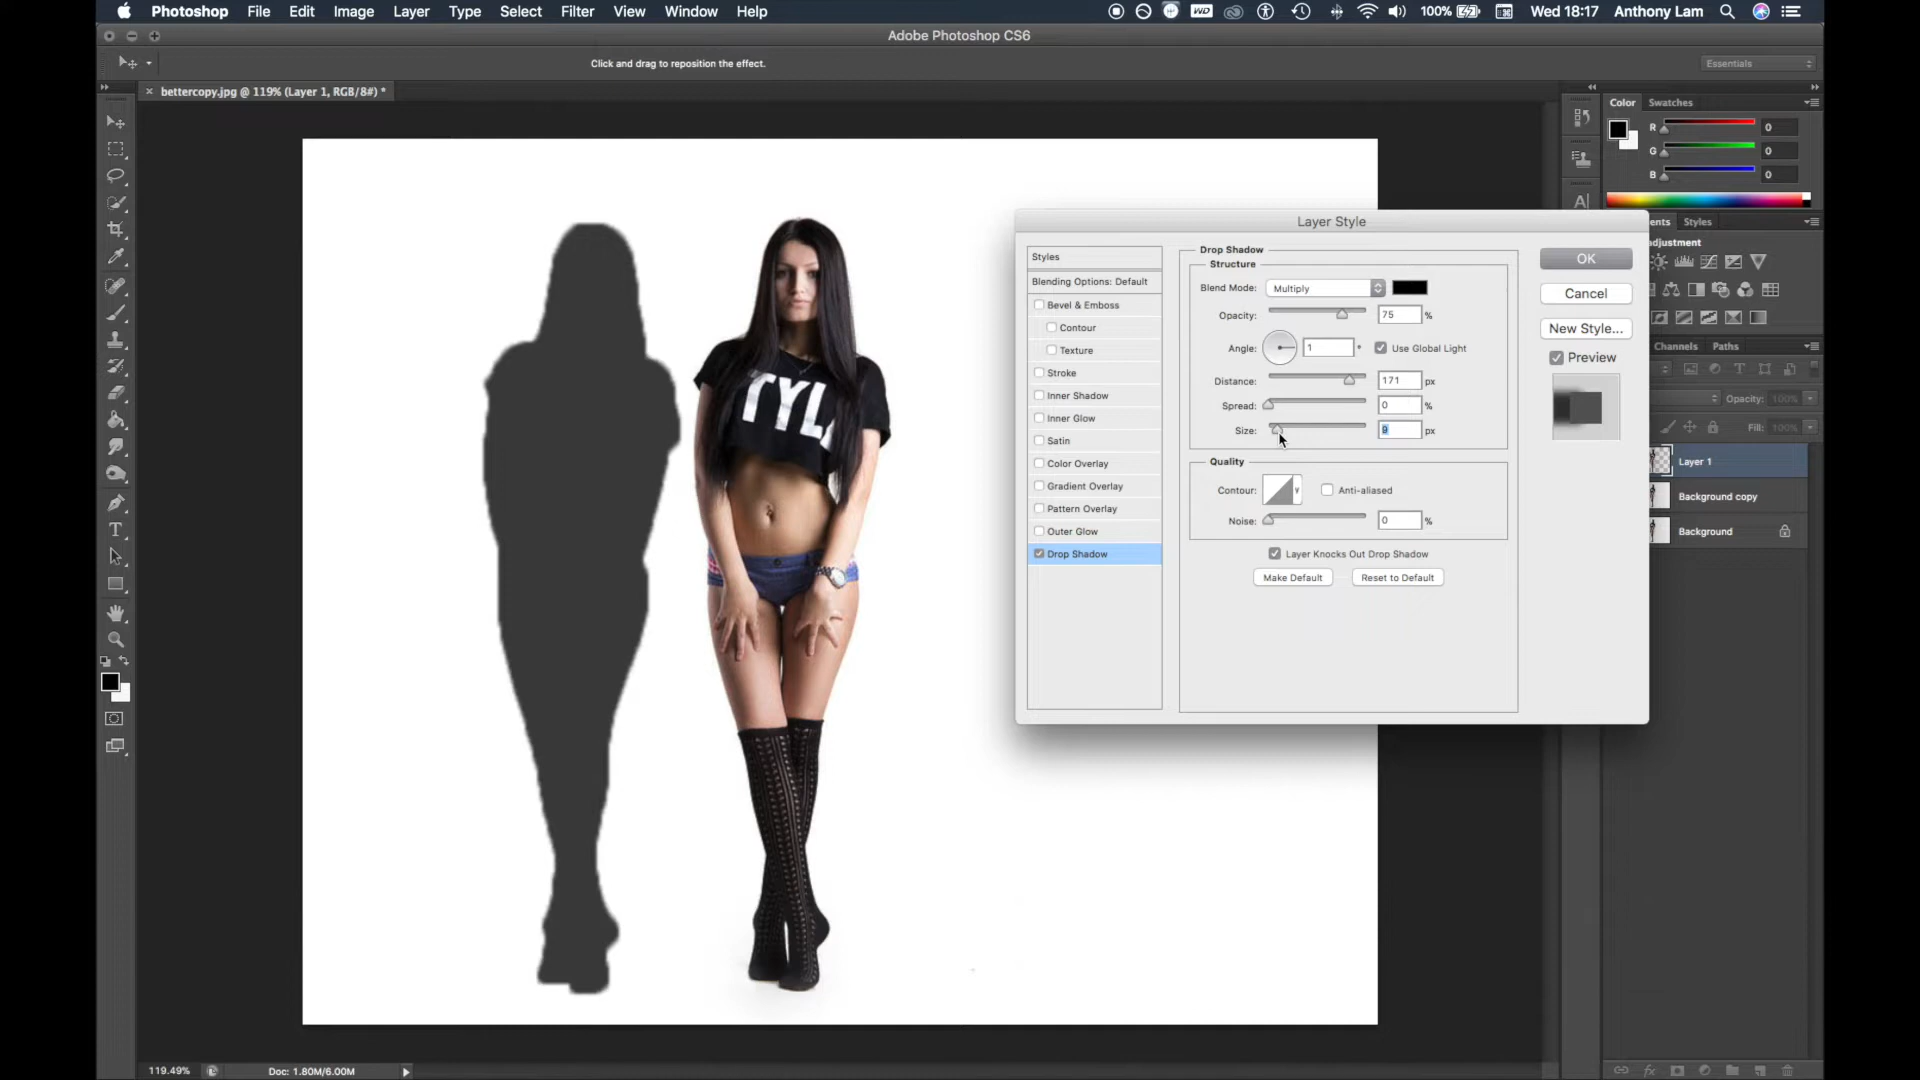 Photoshop File Edit Image Layer Type Select Filter View Window Help
WD 100% Wed 18:17 Anthony Lam
Adobe Photoshop CS6
Click and drag to reposition the effect.
Essentials
bettercopy.jpg @ 119% (Layer 1, RGB/8#) *
Color Swatches
R 0
G 0
B 0
Styles
Channels Paths
Opacity: 100%
Fill: 100%
Layer 1
Background copy
Background
Layer Style
Styles
Blending Options: Default
Bevel & Emboss
Contour
Texture
Stroke
Inner Shadow
Inner Glow
Satin
Color Overlay
Gradient Overlay
Pattern Overlay
Outer Glow
Drop Shadow
Drop Shadow
Structure
Blend Mode: Multiply
Opacity: 75 %
Angle: 1 ° Use Global Light
Distance: 171 px
Spread: 0 %
Size: 9 px
Quality
Contour: Anti-aliased
Noise: 0 %
Layer Knocks Out Drop Shadow
Make Default Reset to Default
OK
Cancel
New Style...
Preview
TYL
119.49% Doc: 1.80M/6.00M